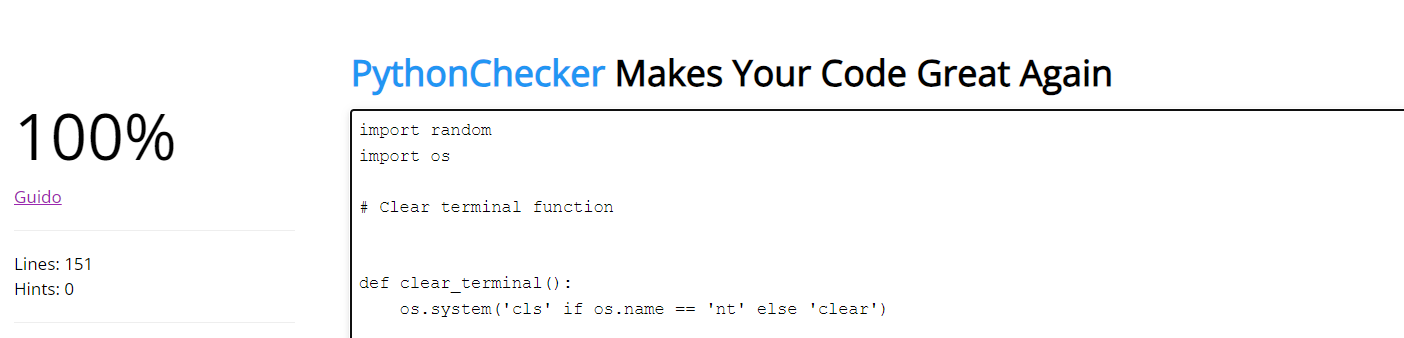 PythonChecker Makes Your Code Great Again
100%
Guido
Lines: 151
Hints: 0
import random
import os
# Clear terminal function
def clear_terminal():
    os.system('cls' if os.name == 'nt' else 'clear')